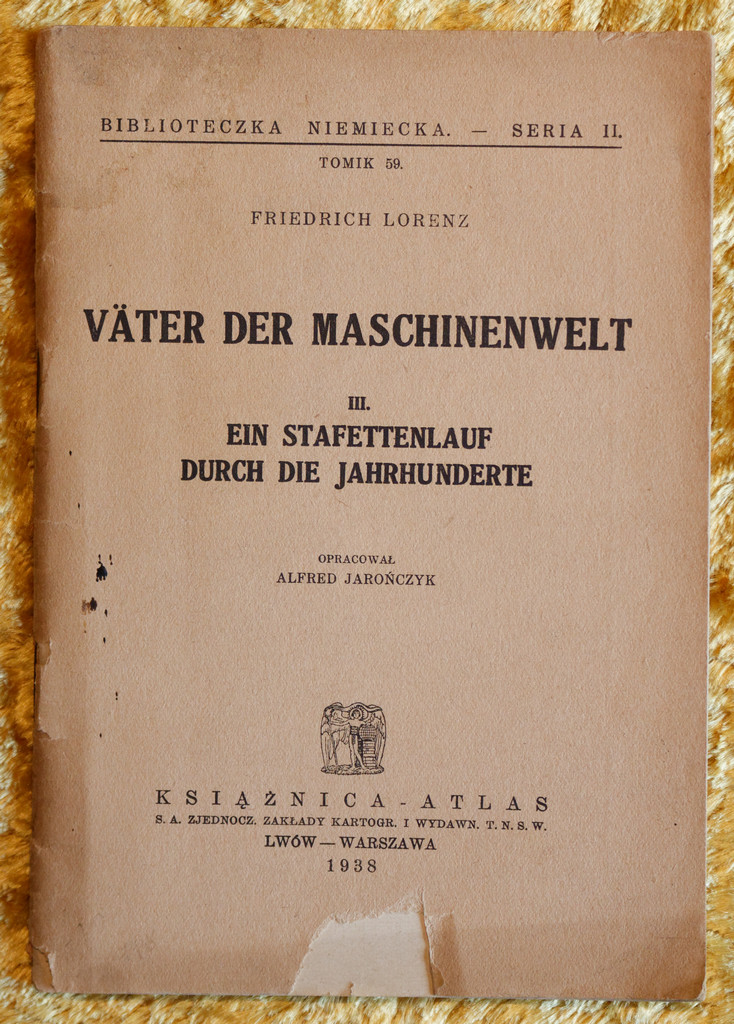 BIBLIOTECZKA NIEMIECKA. — SERIA II.
TOMIK 59.
FRIEDRICH LORENZ
VÄTER DER MASCHINENWELT
III.
EIN STAFETTENLAUF
DURCH DIE JAHRHUNDERTE
OPRACOWAŁ
ALFRED JAROŃCZYK
KSIĄŻNICA-ATLAS
S. A. ZJEDNOCZ. ZAKŁADY KARTOGR. I WYDAWN. T. N. S. W.
LWÓW — WARSZAWA
1938